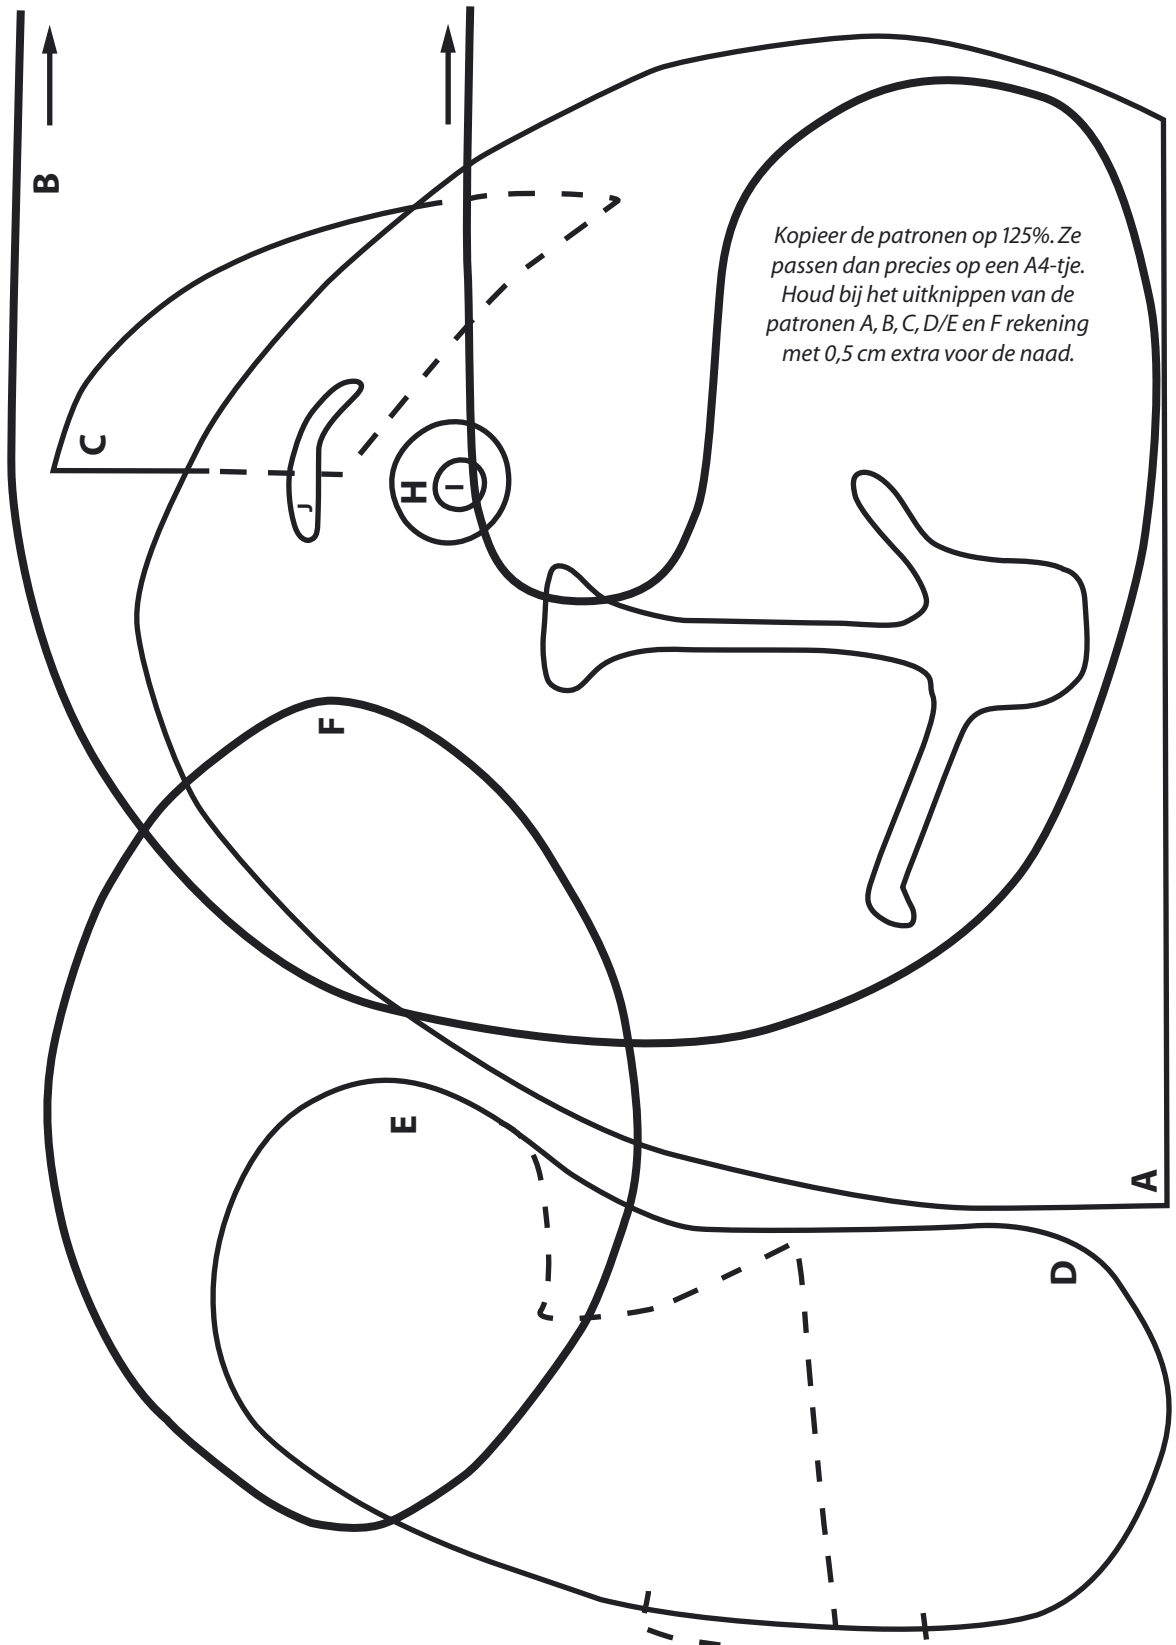 B
C
J
H
I
Kopieer de patronen op 125%. Ze
passen dan precies op een A4-tje.
Houd bij het uitknippen van de
patronen A, B, C, D/E en F rekening
met 0,5 cm extra voor de naad.
F
E
A
D